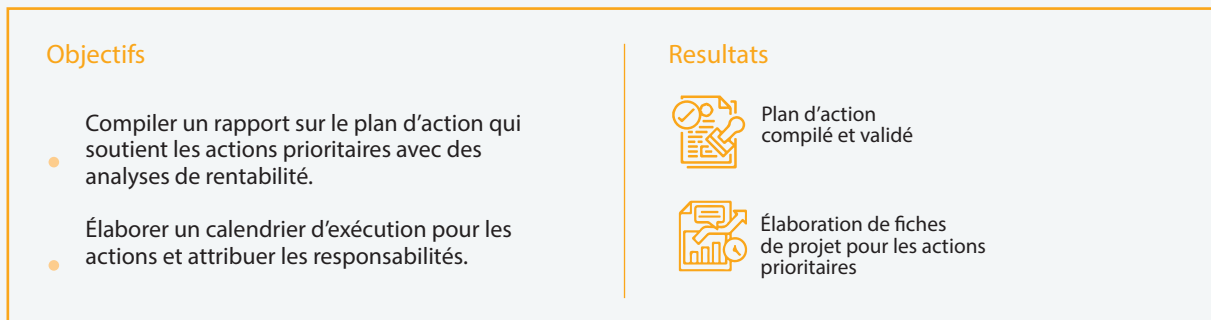 Objectifs
Compiler un rapport sur le plan d’action qui
soutient les actions prioritaires avec des
analyses de rentabilité.
Élaborer un calendrier d’exécution pour les
actions et attribuer les responsabilités.
Resultats
Plan d’action
compilé et validé
Élaboration de fiches
de projet pour les actions
prioritaires